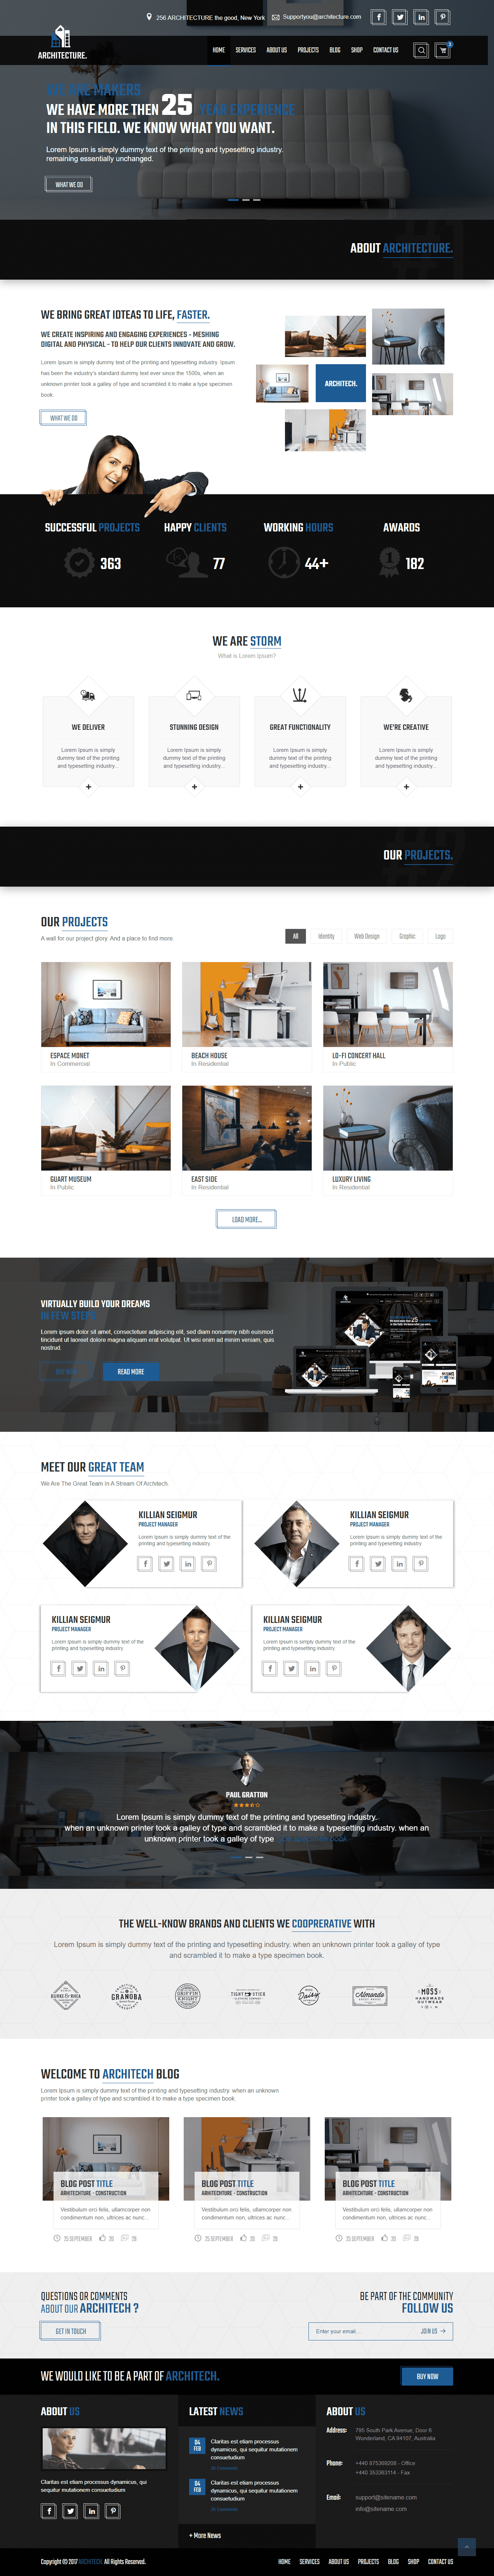 256 ARCHITECTURE the good, New York
Supportyou@architecture.com
ARCHITECTURE.
HOME SERVICES ABOUT US PROJECTS BLOG SHOP CONTACT US
WE ARE MAKERS
WE HAVE MORE THEN 25 YEAR EXPERIENCE
IN THIS FIELD. WE KNOW WHAT YOU WANT.
Lorem Ipsum is simply dummy text of the printing and typesetting industry.
remaining essentially unchanged.
WHAT WE DO
#1
ABOUT ARCHITECTURE.
WE BRING GREAT IOTEAS TO LIFE, FASTER.
WE CREATE INSPIRING AND ENGAGING EXPERIENCES - MESHING
DIGITAL AND PHYSICAL - TO HELP OUR CLIENTS INNOVATE AND GROW.
Lorem Ipsum is simply dummy text of the printing and typesetting industry. Ipsum
has been the industry's standard dummy text ever since the 1500s, when an
unknown printer took a galley of type and scrambled it to make a type specimen
book.
WHAT WE DO
ARCHITECH.
SUCCESSFUL PROJECTS
363
HAPPY CLIENTS
77
WORKING HOURS
44+
AWARDS
182
WE ARE STORM
What is Lorem Ipsum?
WE DELIVER
Lorem Ipsum is simply
dummy text of the printing
and typesetting industry...
STUNNING DESIGN
Lorem Ipsum is simply
dummy text of the printing
and typesetting industry...
GREAT FUNCTIONALITY
Lorem Ipsum is simply
dummy text of the printing
and typesetting industry...
WE'RE CREATIVE
Lorem Ipsum is simply
dummy text of the printing
and typesetting industry...
#2
OUR PROJECTS.
OUR PROJECTS
A wall for our project glory. And a place to find more.
All Identity Web Design Graphic Logo
ESPACE MONET
In Commercial
BEACH HOUSE
In Residential
LO-FI CONCERT HALL
In Public
GUART MUSEUM
In Public
EAST SIDE
In Residential
LUXURY LIVING
In Residential
LOAD MORE...
VIRTUALLY BUILD YOUR DREAMS
IN FEW STEPS
Lorem ipsum dolor sit amet, consectetuer adipiscing elit, sed diam nonummy nibh euismod
tincidunt ut laoreet dolore magna aliquam erat volutpat. Ut wisi enim ad minim veniam, quis
nostrud.
BUY NOW
READ MORE
MEET OUR GREAT TEAM
We Are The Great Team In A Stream Of Architech.
KILLIAN SEIGMUR
PROJECT MANAGER
Lorem Ipsum is simply dummy text of the
printing and typesetting industry
KILLIAN SEIGMUR
PROJECT MANAGER
Lorem Ipsum is simply dummy text of the
printing and typesetting industry
KILLIAN SEIGMUR
PROJECT MANAGER
Lorem Ipsum is simply dummy text of the
printing and typesetting industry
KILLIAN SEIGMUR
PROJECT MANAGER
Lorem Ipsum is simply dummy text of the
printing and typesetting industry
PAUL GRATTON
Lorem Ipsum is simply dummy text of the printing and typesetting industry.
when an unknown printer took a galley of type and scrambled it to make a typesetting industry. when an
unknown printer took a galley of type type specimen book.
THE WELL-KNOW BRANDS AND CLIENTS WE COOPRERATIVE WITH
Lorem Ipsum is simply dummy text of the printing and typesetting industry. when an unknown printer took a galley of type
and scrambled it to make a type specimen book.
BURKE & RHEA
GRANOBA
GRIFFIN KNIGHT
Daisy
Almonds
MOSS
HANDMADE
OUTWEAR
WELCOME TO ARCHITECH BLOG
Lorem Ipsum is simply dummy text of the printing and typesetting industry. when an unknown
printer took a galley of type and scrambled it to make a type specimen book.
BLOG POST TITLE
ARHITECTURE - CONSTRUCTION
Vestibulum orci felis, ullamcorper non
condimentum non, ultrices ac nunc...
25 SEPTEMBER 20 28
BLOG POST TITLE
ARHITECTURE - CONSTRUCTION
Vestibulum orci felis, ullamcorper non
condimentum non, ultrices ac nunc...
25 SEPTEMBER 20 28
BLOG POST TITLE
ARHITECTURE - CONSTRUCTION
Vestibulum orci felis, ullamcorper non
condimentum non, ultrices ac nunc...
25 SEPTEMBER 20 28
QUESTIONS OR COMMENTS
ABOUT OUR ARCHITECH ?
GET IN TOUCH
BE PART OF THE COMMUNITY
FOLLOW US
Enter your email...
JOIN US
WE WOULD LIKE TO BE A PART OF ARCHITECH.
BUY NOW
ABOUT US
Claritas est etiam processus dynamicus, qui
sequitur mutationem consuetudium
LATEST NEWS
04
FEB
Claritas est etiam processus
dynamicus, qui sequitur mutationem
consuetudium
04
FEB
Claritas est etiam processus
dynamicus, qui sequitur mutationem
consuetudium
+ More News
ABOUT US
Address: 795 South Park Avenue, Door 6
Wonderland, CA 94107, Australia
Phone: +440 875369208 - Office
+440 353363114 - Fax
Email: support@sitename.com
info@sitename.com
Copyright © 2017 ARCHITECH. All Rights Reserved.
HOME SERVICES ABOUT US PROJECTS BLOG SHOP CONTACT US